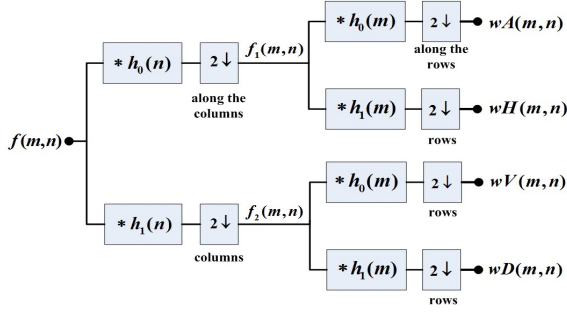 * h₀(m)
2↓
wA(m,n)
* h₀(n)
2↓
f₁(m,n)
along the
rows
along the
columns
* h₁(m)
2↓
wH(m,n)
rows
f(m,n)
* h₀(m)
2↓
wV(m,n)
* h₁(n)
2↓
f₂(m,n)
rows
columns
* h₁(m)
2↓
wD(m,n)
rows